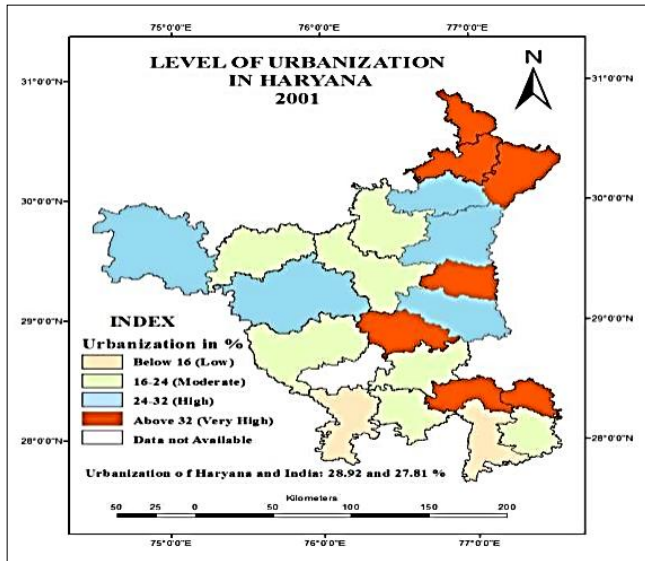 75°0'0"E 76°0'0"E 77°0'0"E
LEVEL OF URBANIZATION
IN HARYANA
2001
N
31°0'0"N 31°0'0"N
30°0'0"N 30°0'0"N
29°0'0"N 29°0'0"N
28°0'0"N 28°0'0"N
INDEX
Urbanization in %
Below 16 (Low)
16-24 (Moderate)
24-32 (High)
Above 32 (Very High)
Data not Available
Urbanization of Haryana and India: 28.92 and 27.81 %
Kilometers
50 25 0 50 100 150 200
75°0'0"E 76°0'0"E 77°0'0"E